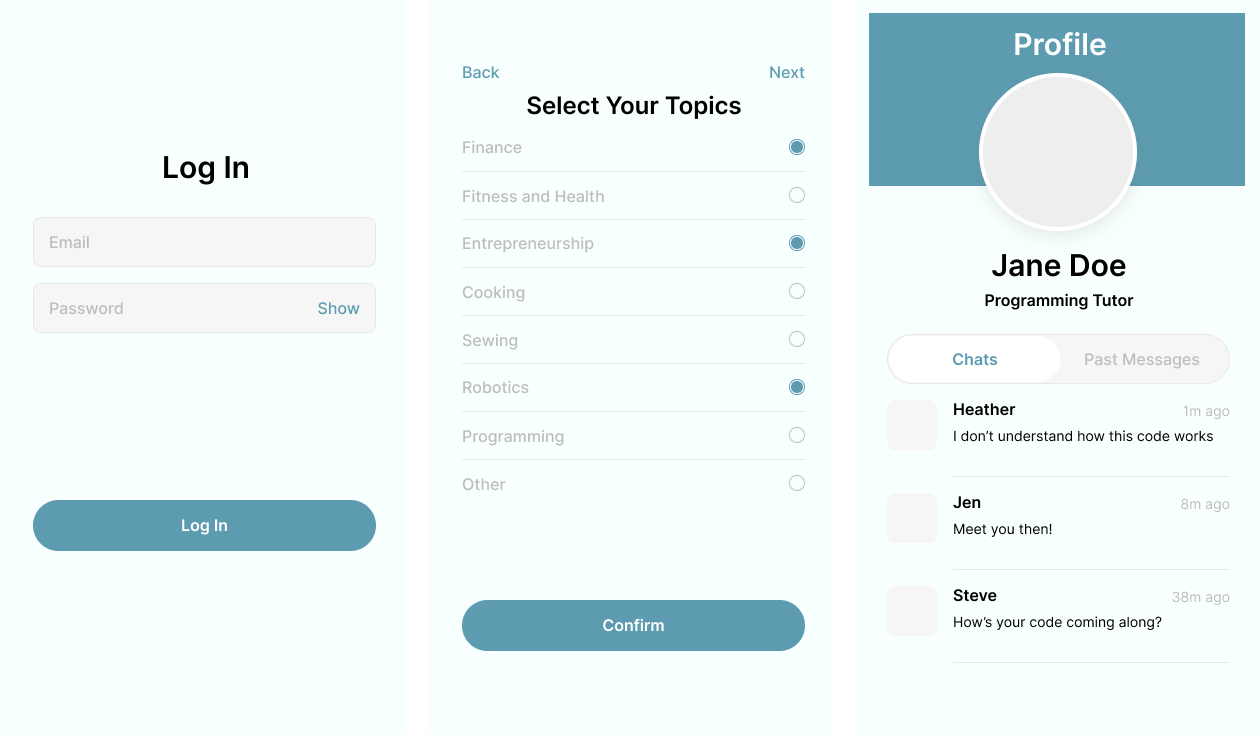 Log In
Email
Password Show
Log In
Back Next
Select Your Topics
Finance
Fitness and Health
Entrepreneurship
Cooking
Sewing
Robotics
Programming
Other
Confirm
Profile
Jane Doe
Programming Tutor
Chats Past Messages
Heather 1m ago
I don’t understand how this code works
Jen 8m ago
Meet you then!
Steve 38m ago
How’s your code coming along?